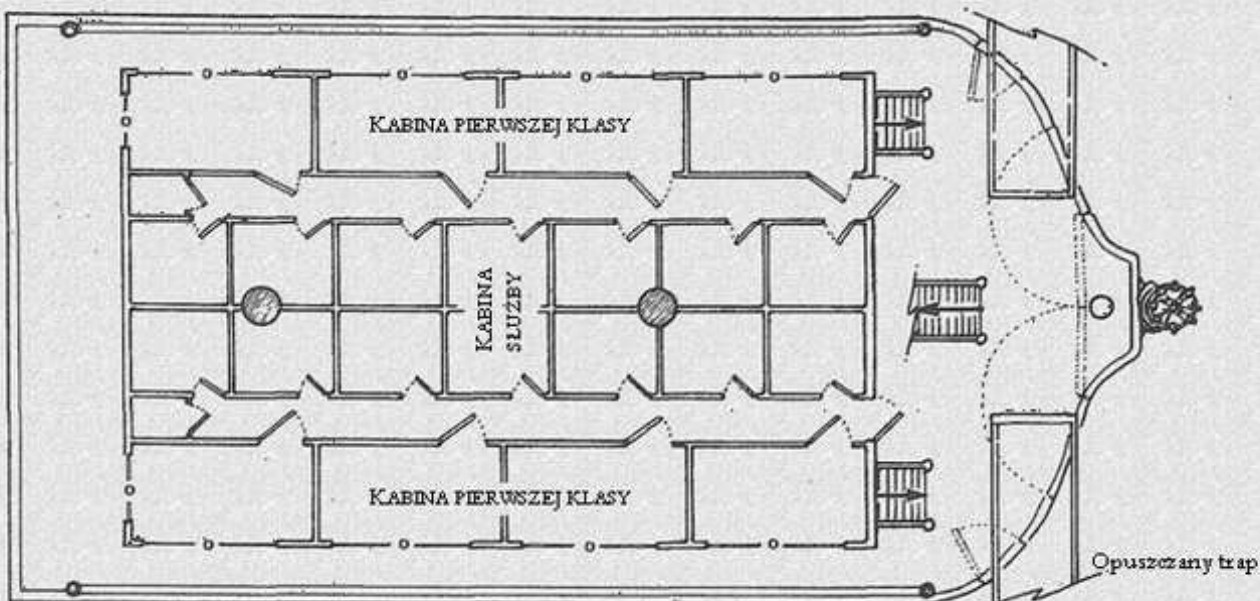 KABINA PIERWSZEJ KLASY
KABINA
SŁUŻBY
KABINA PIERWSZEJ KLASY
Opuszczany trap